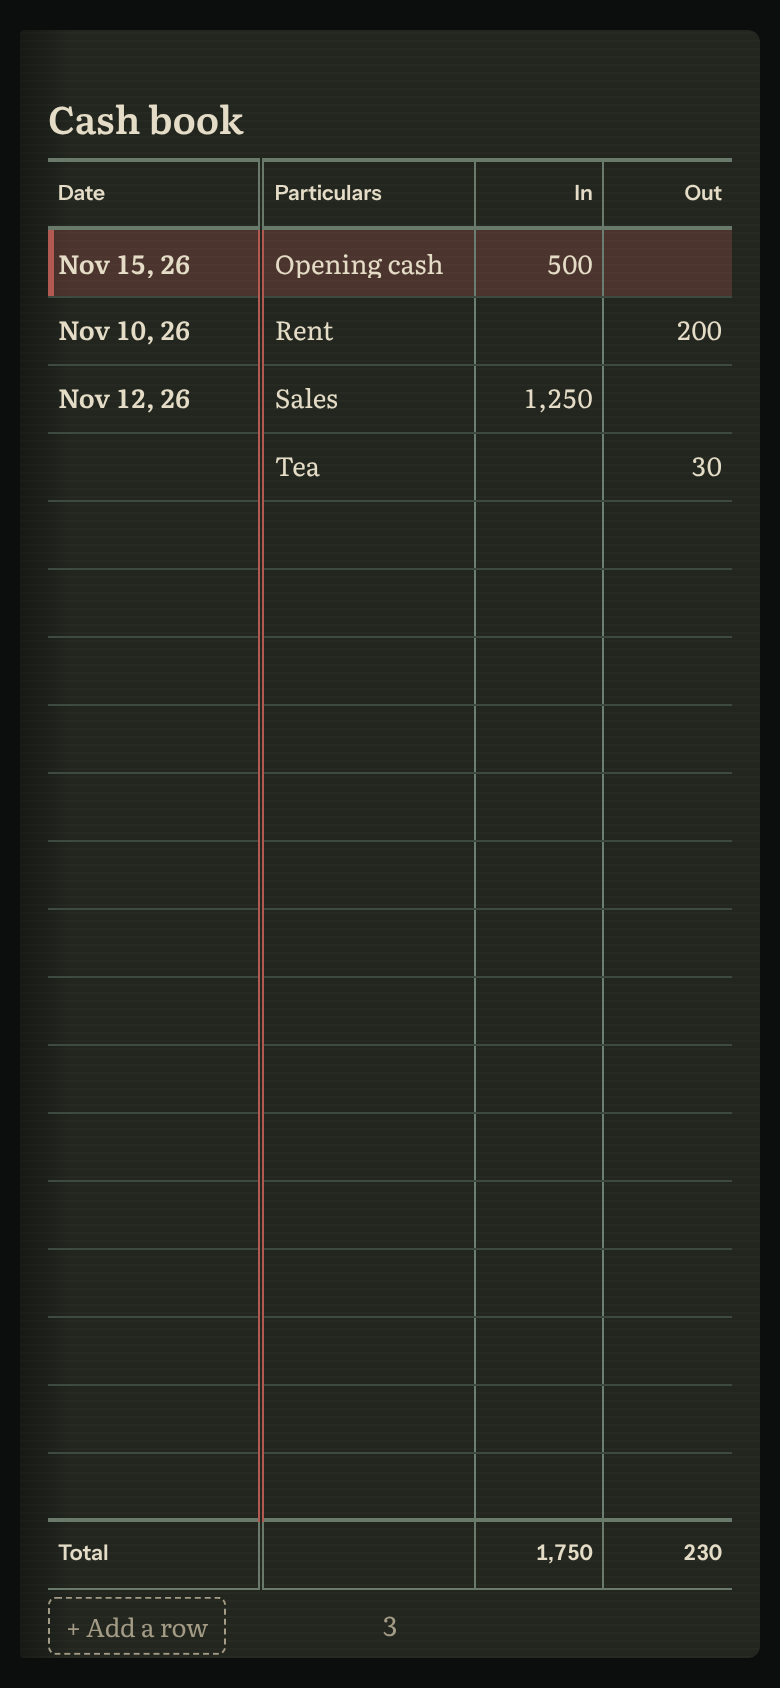 Cash book
Date Particulars In Out
Nov 15, 26 Opening cash 500
Nov 10, 26 Rent 200
Nov 12, 26 Sales 1,250
Tea 30
Total 1,750 230
+ Add a row 3